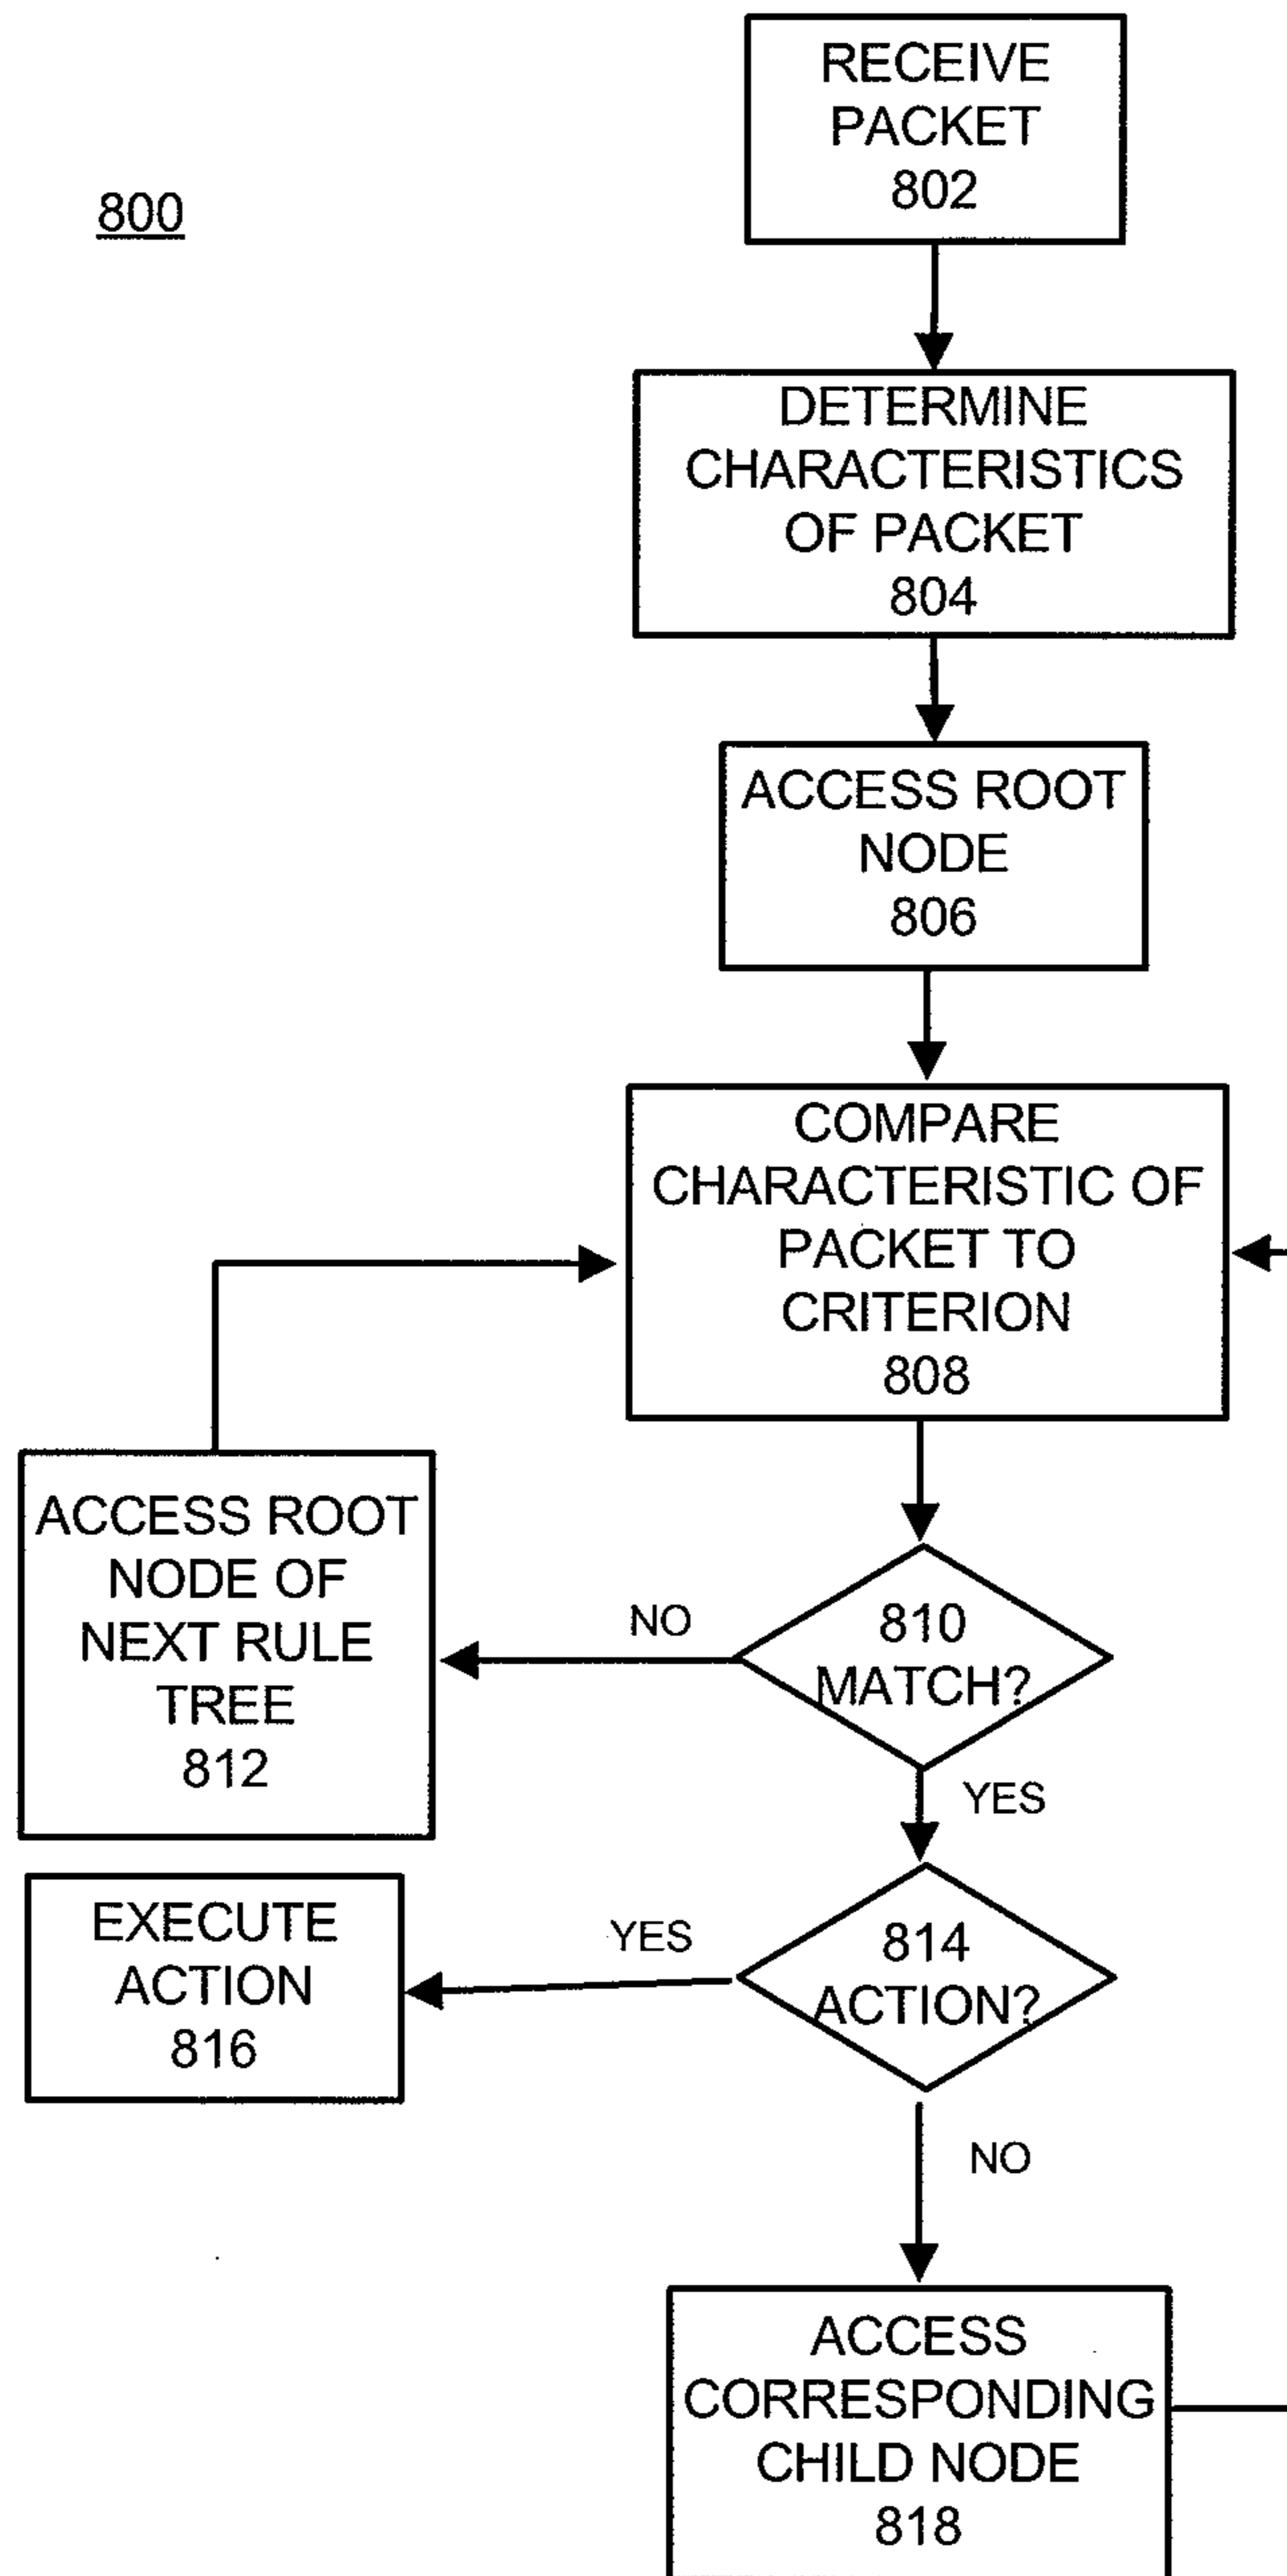 800
RECEIVE
PACKET
802
DETERMINE
CHARACTERISTICS
OF PACKET
804
ACCESS ROOT
NODE
806
COMPARE
CHARACTERISTIC OF
PACKET TO
CRITERION
808
ACCESS ROOT
NODE OF
NEXT RULE
TREE
812
NO
810
MATCH?
YES
EXECUTE
ACTION
816
YES
814
ACTION?
NO
ACCESS
CORRESPONDING
CHILD NODE
818